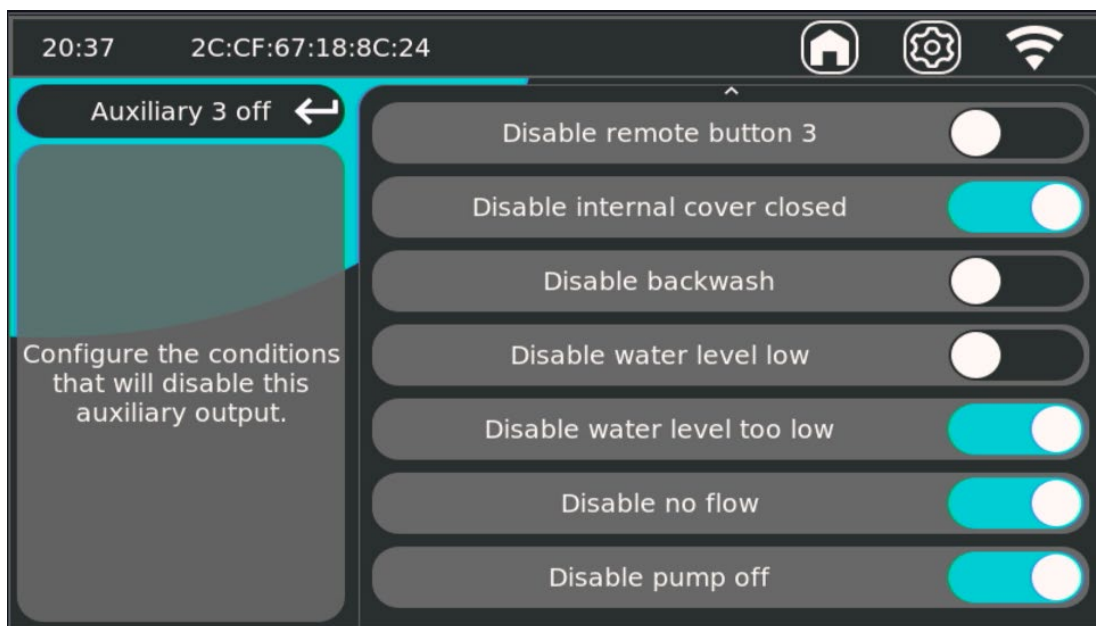 20:37 2C:CF:67:18:8C:24
Auxiliary 3 off
Configure the conditions
that will disable this
auxiliary output.
Disable remote button 3
Disable internal cover closed
Disable backwash
Disable water level low
Disable water level too low
Disable no flow
Disable pump off